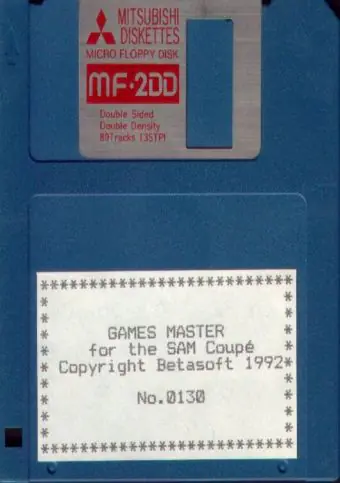 MITSUBISHI
DISKETTES
MICRO FLOPPY DISK
MF·2DD
Double Sided
Double Density
80Tracks (135TPI)
*****************************
GAMES MASTER
for the SAM Coupé
Copyright Betasoft 1992
No.0130
*****************************